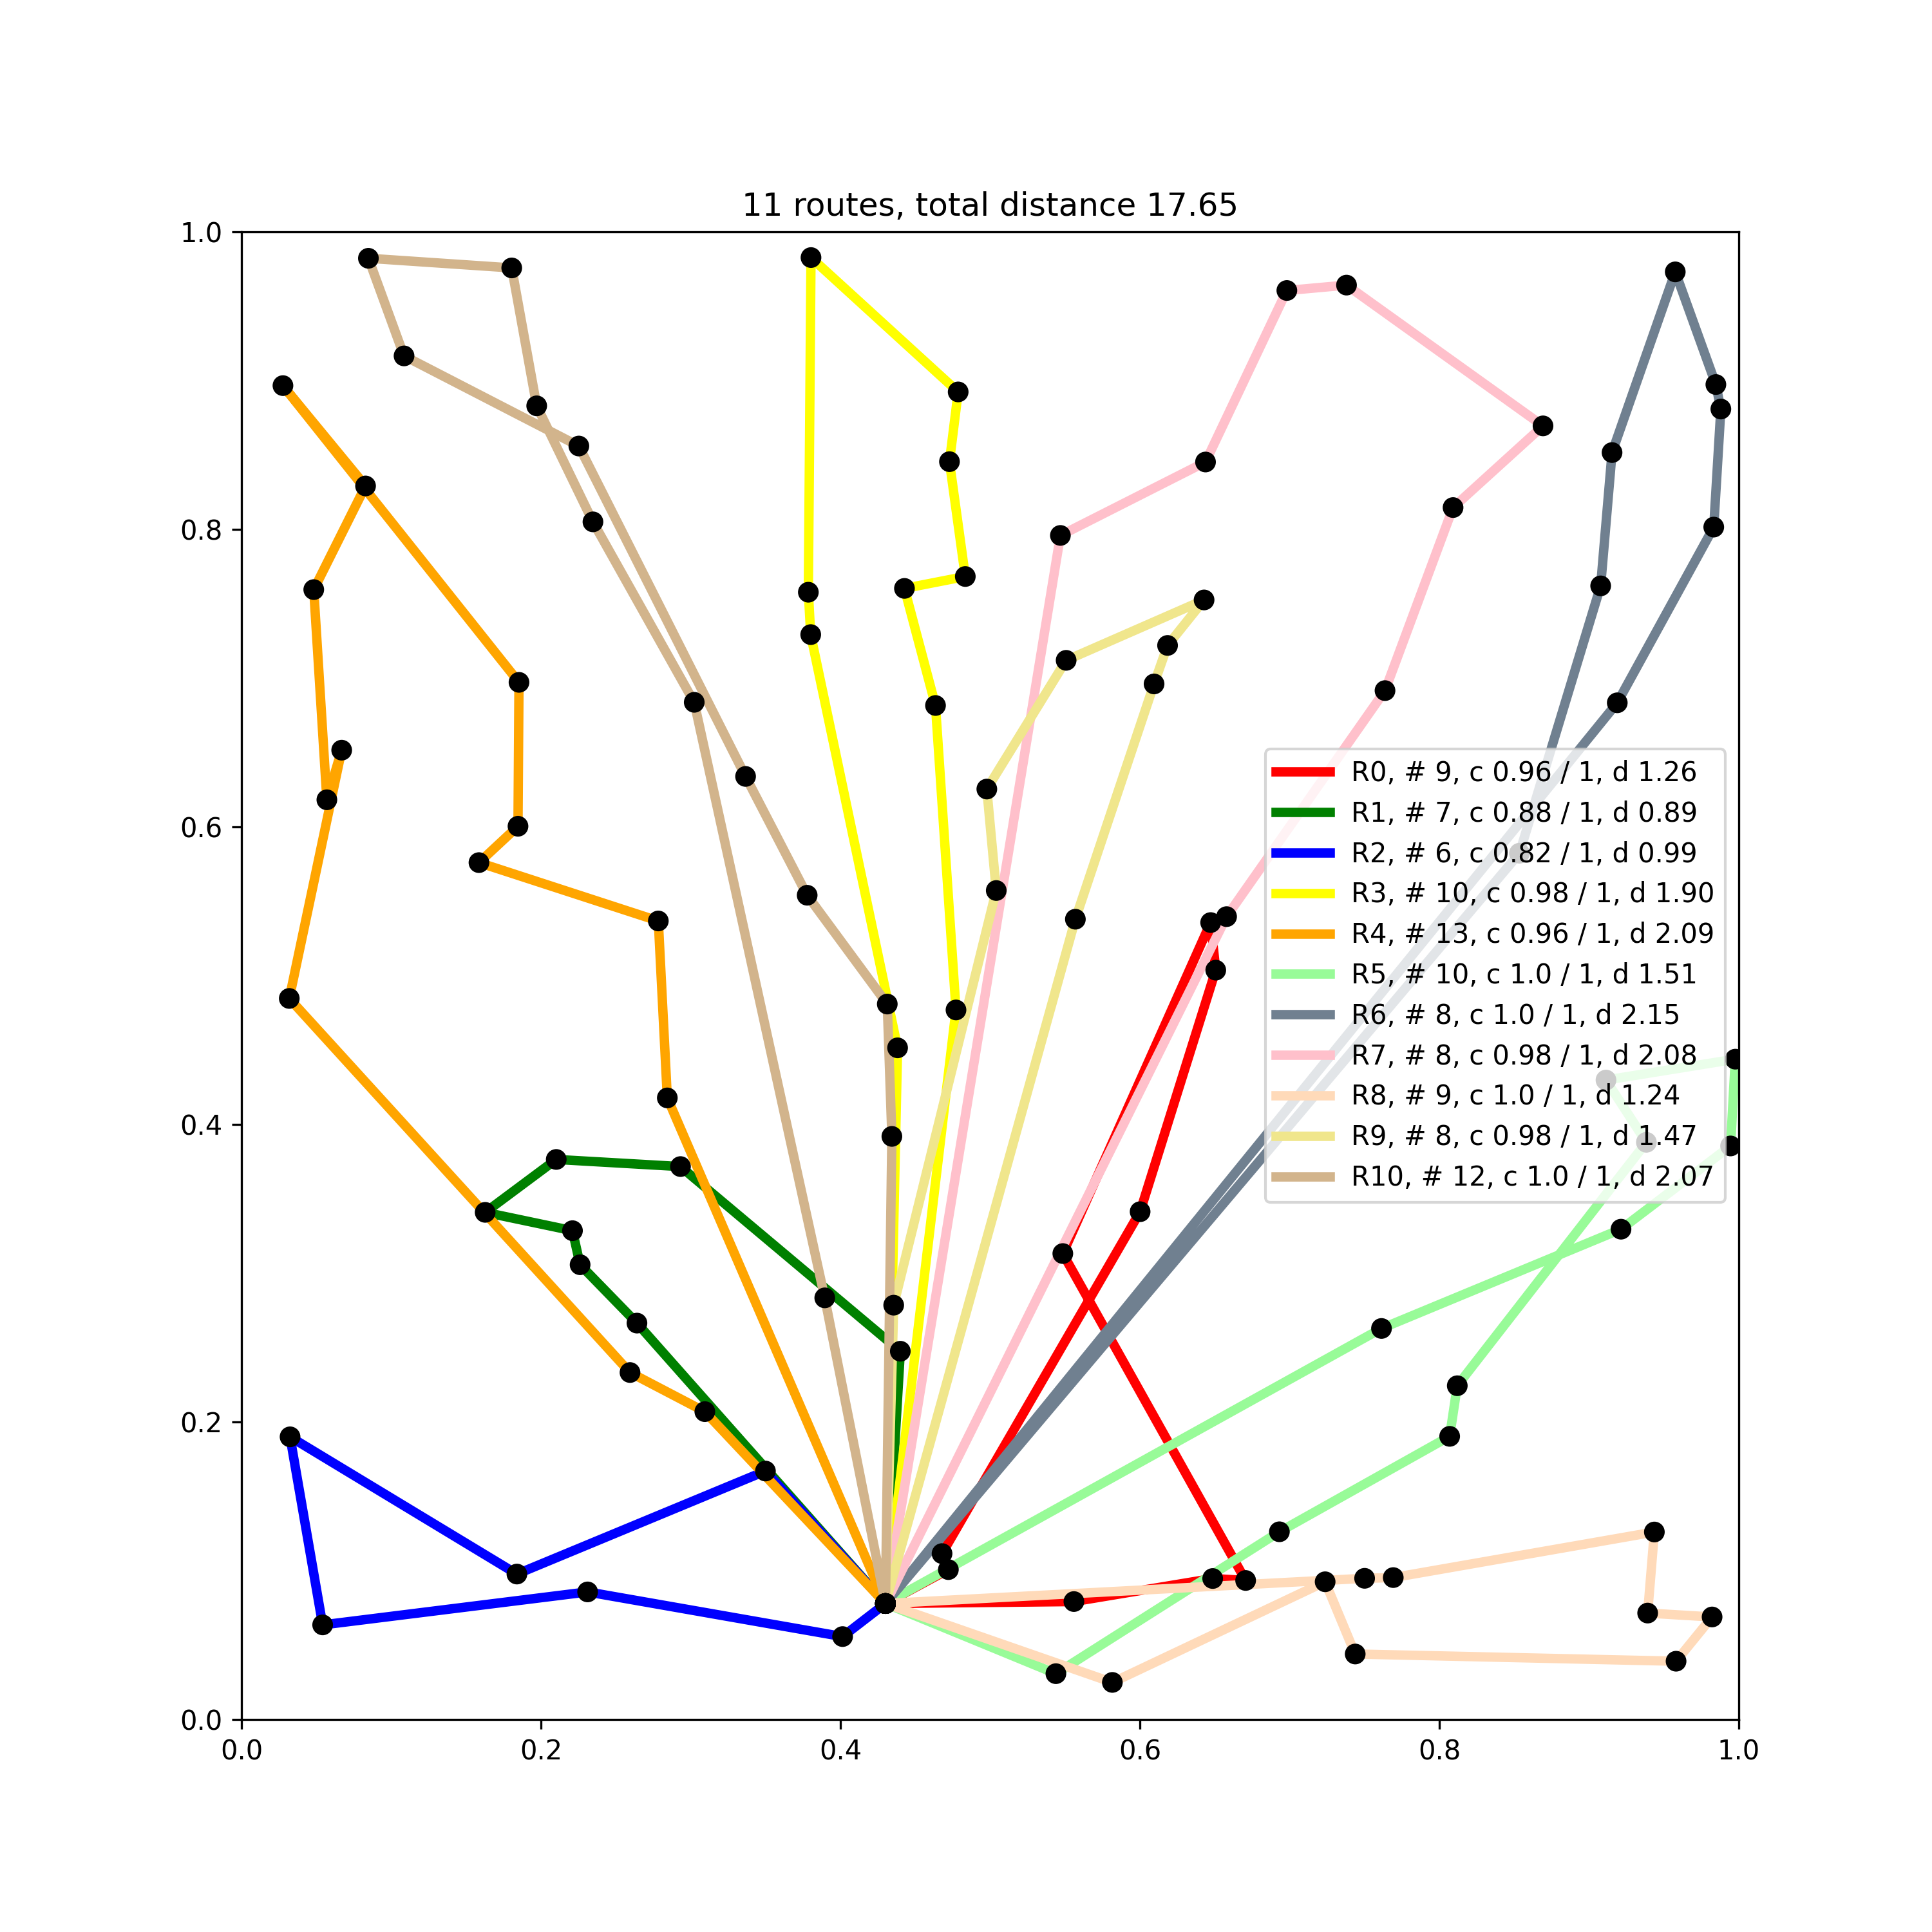 11 routes, total distance 17.65
1.0
0.8
0.6
0.4
0.2
0.0
0.0 0.2 0.4 0.6 0.8 1.0
R0, # 9, c 0.96 / 1, d 1.26
R1, # 7, c 0.88 / 1, d 0.89
R2, # 6, c 0.82 / 1, d 0.99
R3, # 10, c 0.98 / 1, d 1.90
R4, # 13, c 0.96 / 1, d 2.09
R5, # 10, c 1.0 / 1, d 1.51
R6, # 8, c 1.0 / 1, d 2.15
R7, # 8, c 0.98 / 1, d 2.08
R8, # 9, c 1.0 / 1, d 1.24
R9, # 8, c 0.98 / 1, d 1.47
R10, # 12, c 1.0 / 1, d 2.07